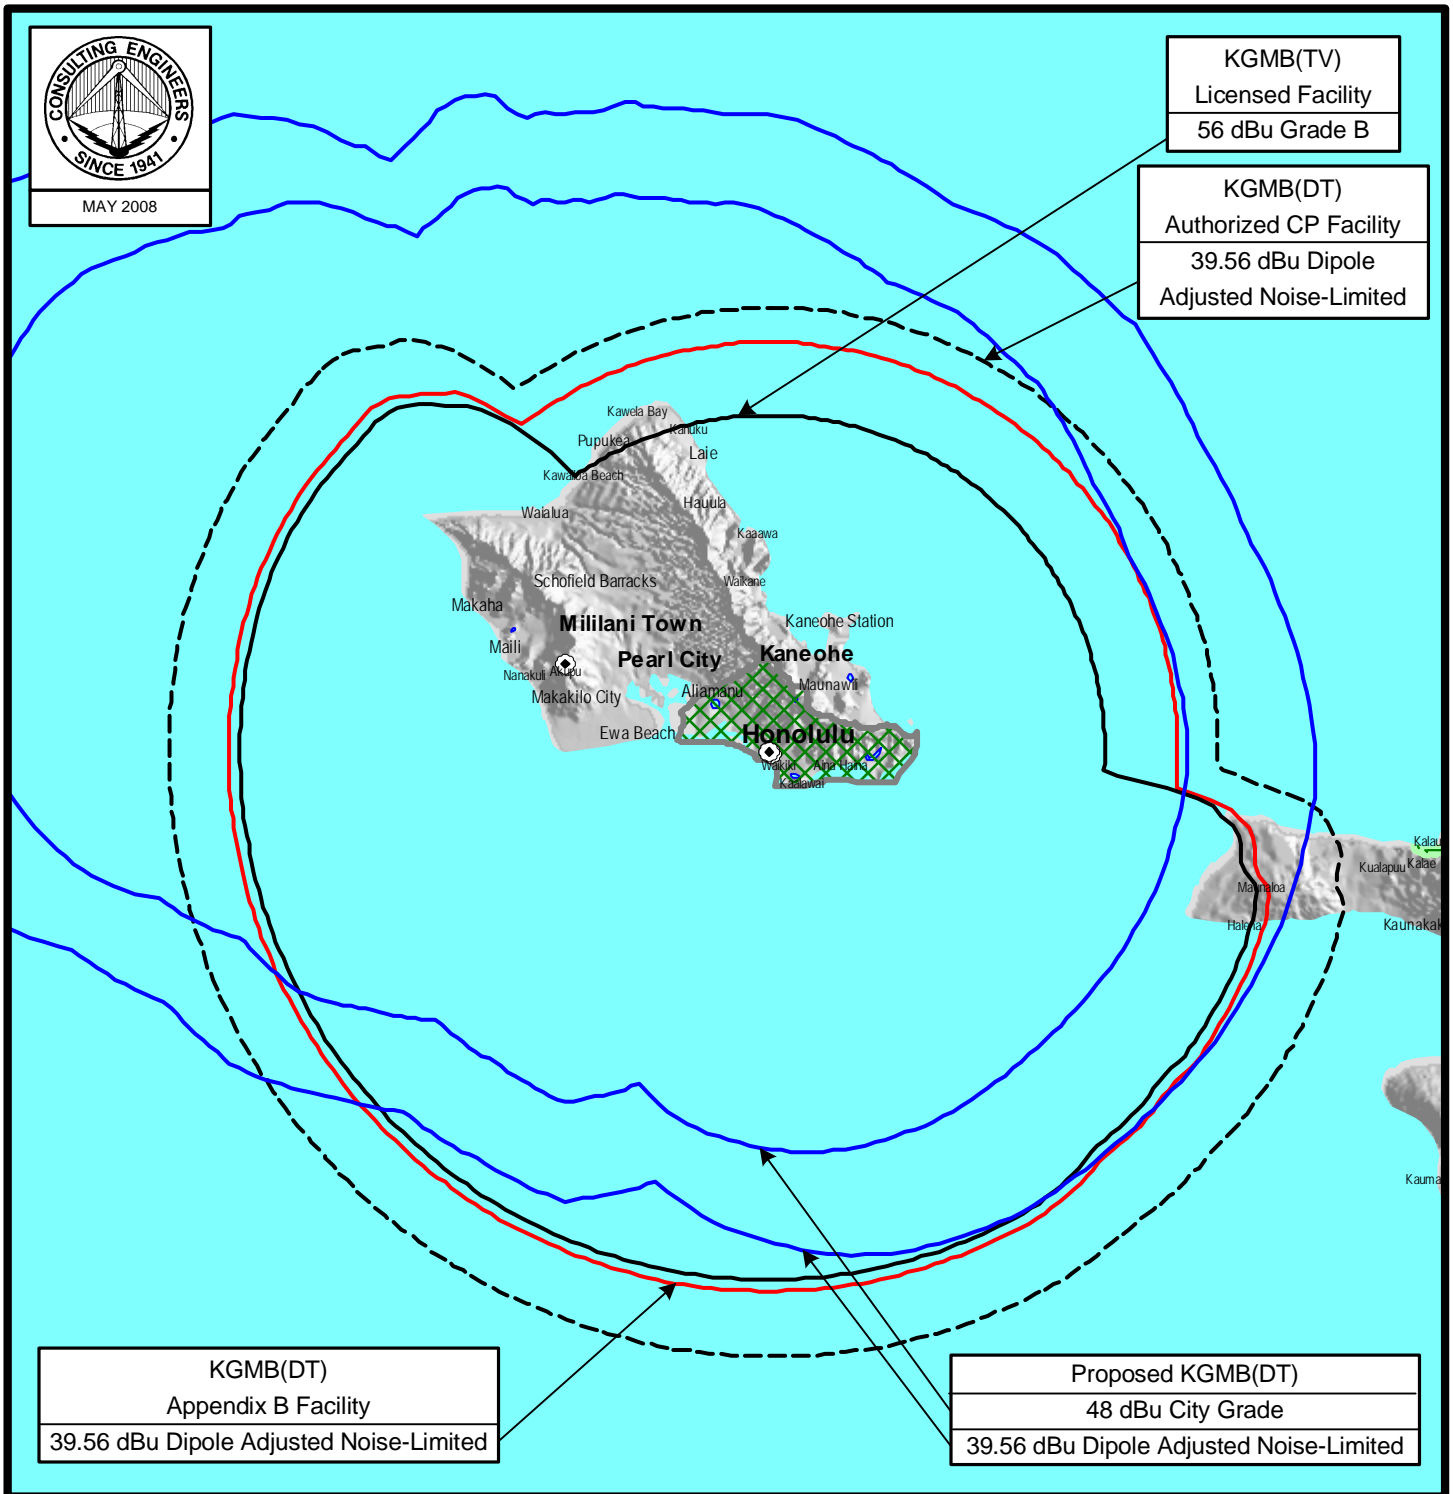 CONSULTING ENGINEERS
SINCE 1941
MAY 2008
KGMB(TV)
Licensed Facility
56 dBu Grade B
KGMB(DT)
Authorized CP Facility
39.56 dBu Dipole
Adjusted Noise-Limited
Kawela Bay
Kahuku
Pupukea
Laie
Kawailoa Beach
Hauula
Waialua
Kaaawa
Schofield Barracks
Waikane
Makaha
Mililani Town
Kaneohe Station
Maili
Pearl City
Kaneohe
Nanakuli
Akupu
Maunawili
Makakilo City
Aliamanu
Ewa Beach
Honolulu
Waikiki
Aina Haina
Kaalawai
Kalau
Kualapuu
Kalae
Maunaloa
Halena
Kaunakak
Kauma
KGMB(DT)
Appendix B Facility
39.56 dBu Dipole Adjusted Noise-Limited
Proposed KGMB(DT)
48 dBu City Grade
39.56 dBu Dipole Adjusted Noise-Limited